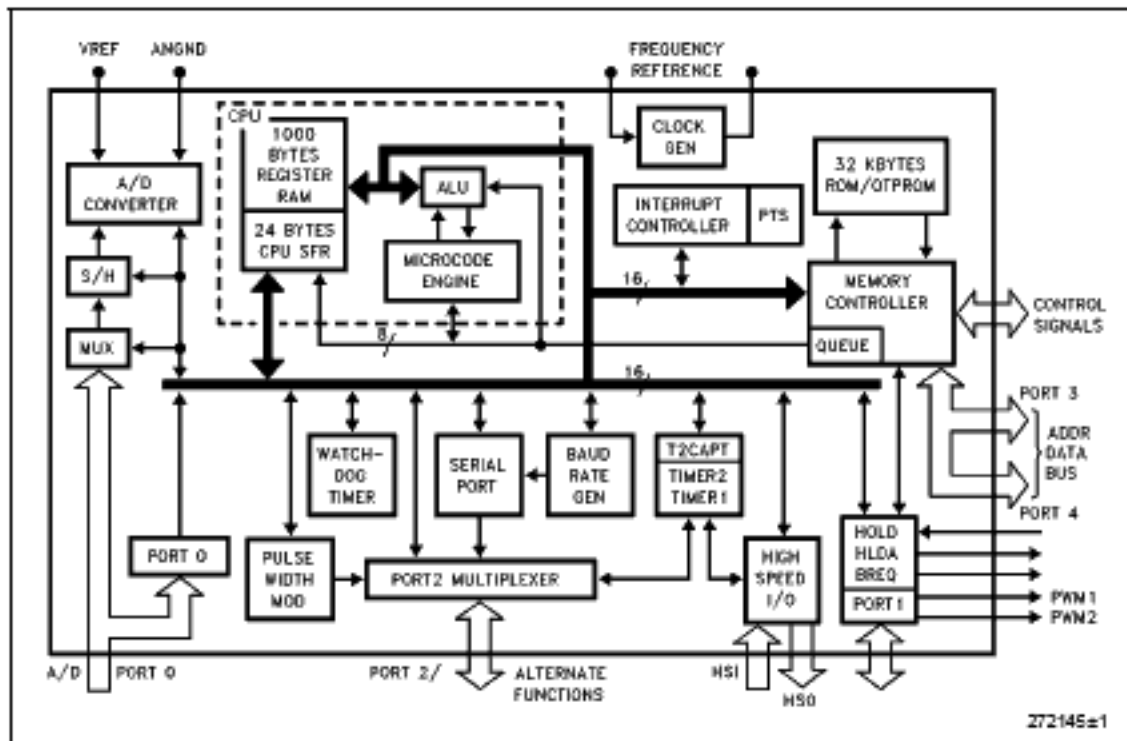 VREF
ANGND
FREQUENCY
REFERENCE
CPU
1000
BYTES
REGISTER
RAM
24 BYTES
CPU SFR
ALU
MICROCODE
ENGINE
CLOCK
GEN
32 KBYTES
ROM/OTPROM
A/D
CONVERTER
INTERRUPT
CONTROLLER
PTS
S/H
MUX
16
MEMORY
CONTROLLER
QUEUE
CONTROL
SIGNALS
8
16
PORT 3
ADDR
DATA
BUS
PORT 4
WATCH-
DOG
TIMER
SERIAL
PORT
BAUD
RATE
GEN
T2CAPT
TIMER2
TIMER1
PORT 0
PULSE
WIDTH
MOD
PORT2 MULTIPLEXER
HIGH
SPEED
I/O
HOLD
HLDA
BREQ
PORT1
PWM1
PWM2
A/D
PORT 0
PORT 2/
ALTERNATE
FUNCTIONS
HSI
HSO
272145±1